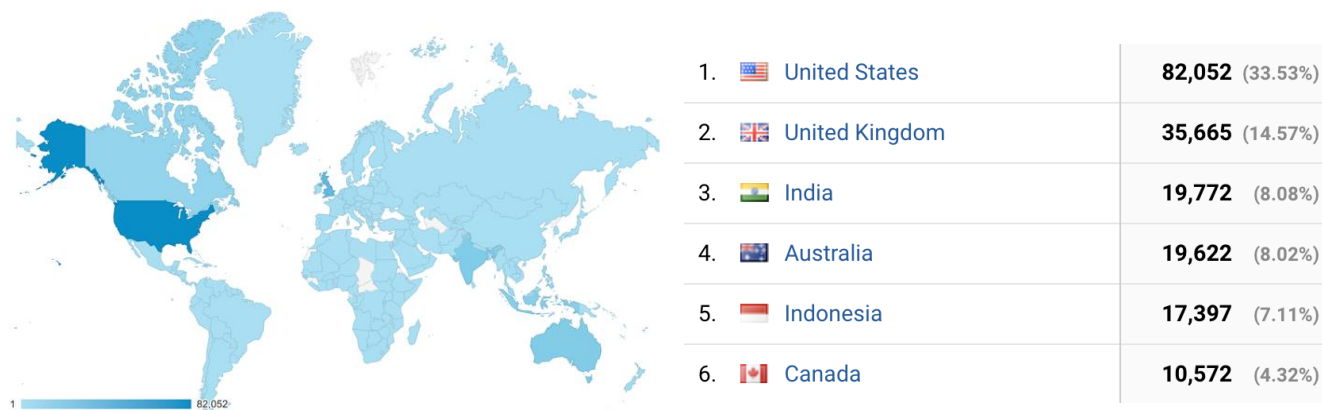 1. United States 82,052 (33.53%)
2. United Kingdom 35,665 (14.57%)
3. India 19,772 (8.08%)
4. Australia 19,622 (8.02%)
5. Indonesia 17,397 (7.11%)
6. Canada 10,572 (4.32%)
1 82,052